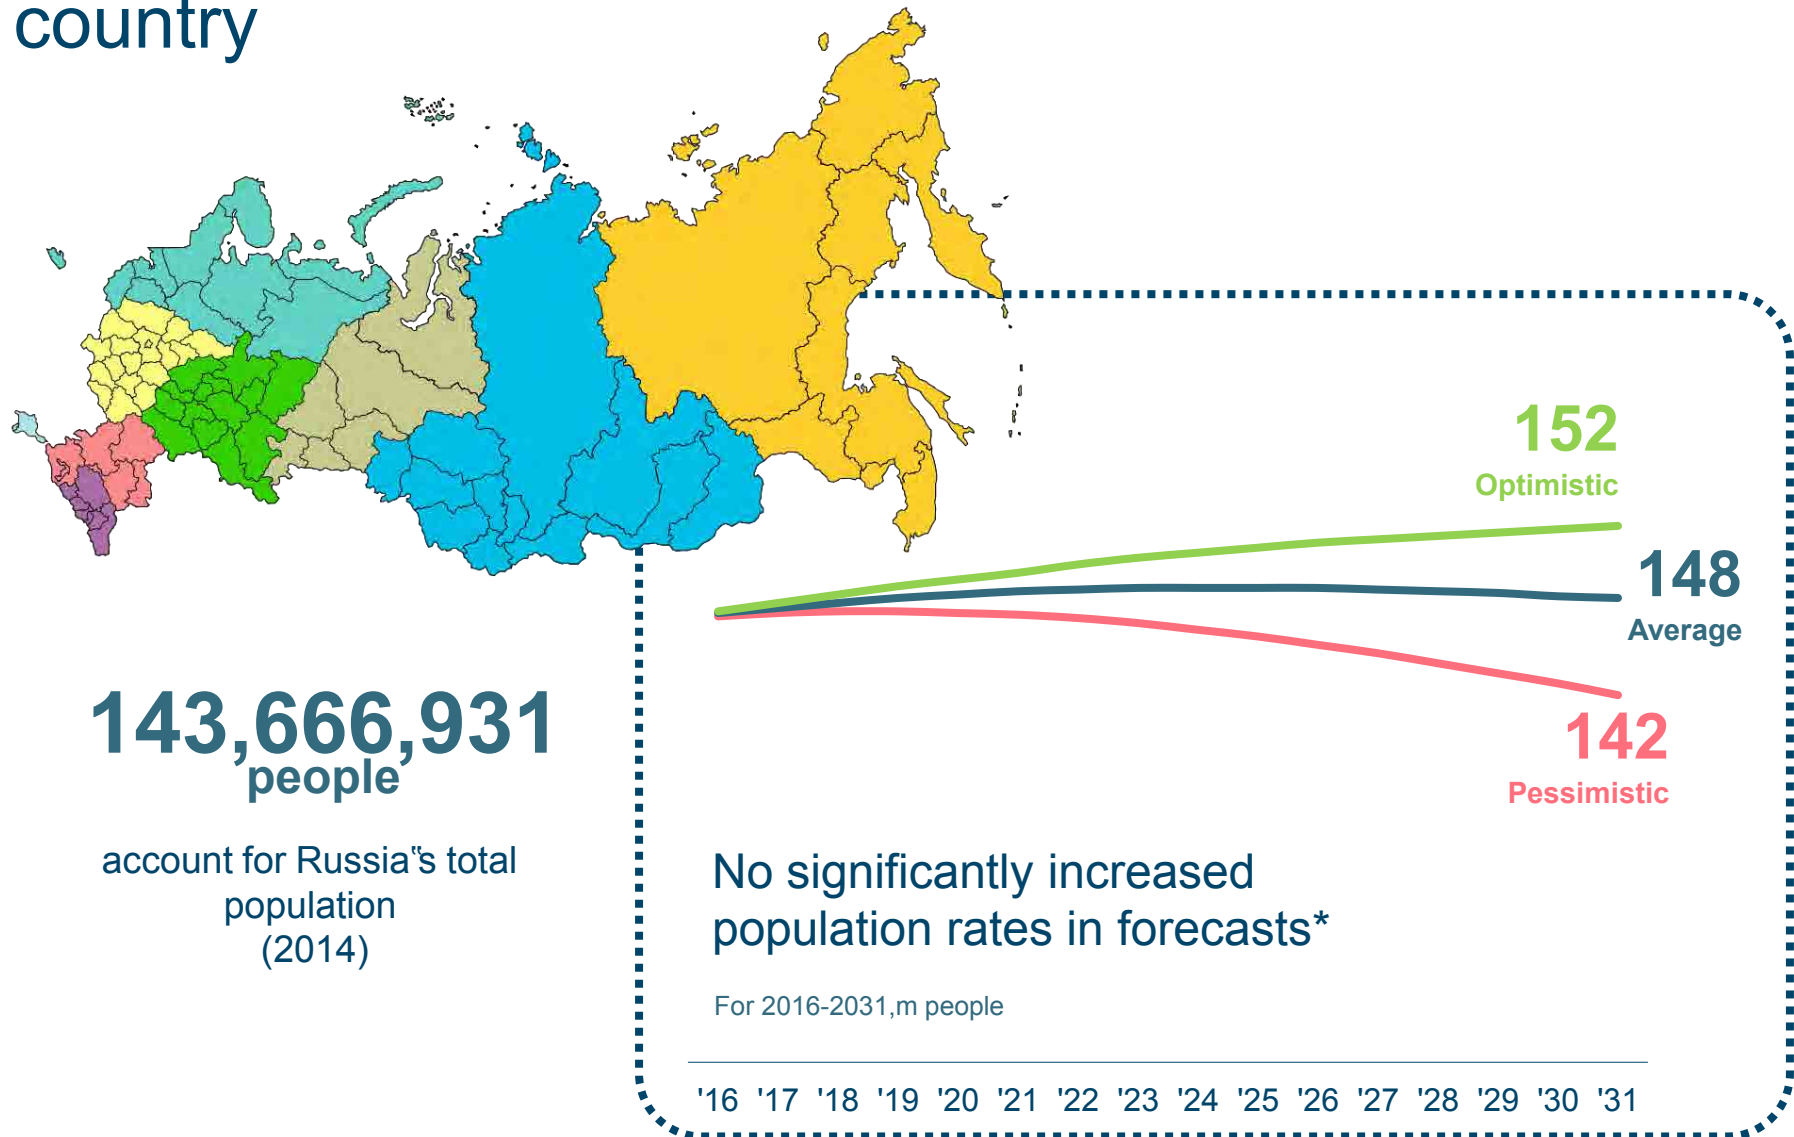 country
143,666,931
people
account for Russia‟s total
population
(2014)
152
Optimistic
148
Average
142
Pessimistic
No significantly increased
population rates in forecasts*
For 2016-2031,m people
'16 '17 '18 '19 '20 '21 '22 '23 '24 '25 '26 '27 '28 '29 '30 '31